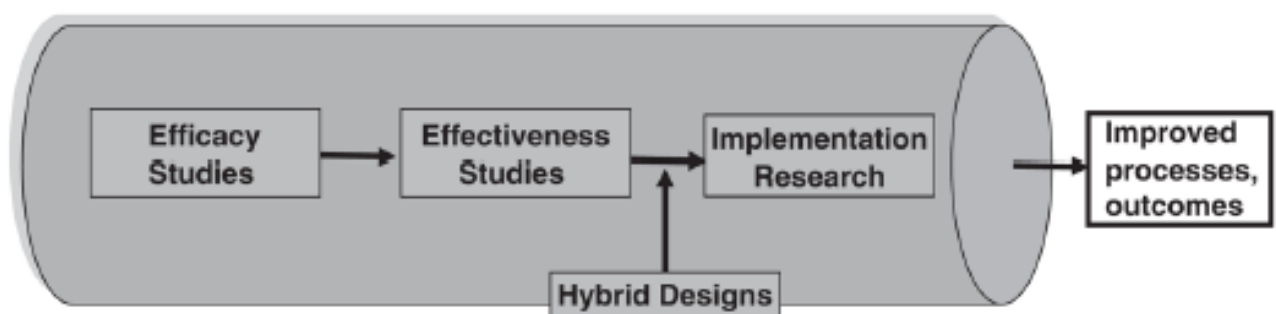 Efficacy
Studies
Effectiveness
Studies
Implementation
Research
Improved
processes,
outcomes
Hybrid Designs